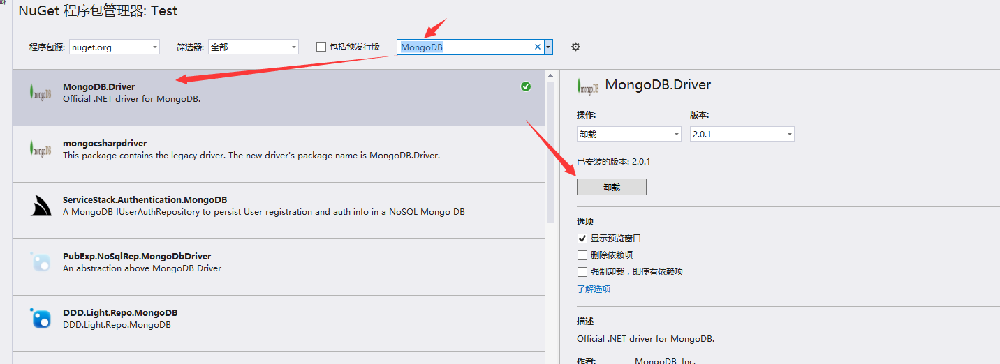 NuGet 程序包管理器: Test
程序包源: nuget.org 筛选器: 全部 包括预发行版 MongoDB
mongoDB MongoDB.Driver
Official .NET driver for MongoDB.
mongoDB mongocsharpdriver
This package contains the legacy driver. The new driver's package name is MongoDB.Driver.
ServiceStack.Authentication.MongoDB
A MongoDB IUserAuthRepository to persist User registration and auth info in a NoSQL Mongo DB
PubExp.NoSqlRep.MongoDbDriver
An abstraction above MongoDB Driver
DDD.Light.Repo.MongoDB
DDD.Light.Repo.MongoDB
mongoDB MongoDB.Driver
操作: 版本:
卸载 2.0.1
已安装的版本: 2.0.1
卸载
选项
显示预览窗口
删除依赖项
强制卸载，即使有依赖项
了解选项
描述
Official .NET driver for MongoDB.
作者: MongoDB, Inc.